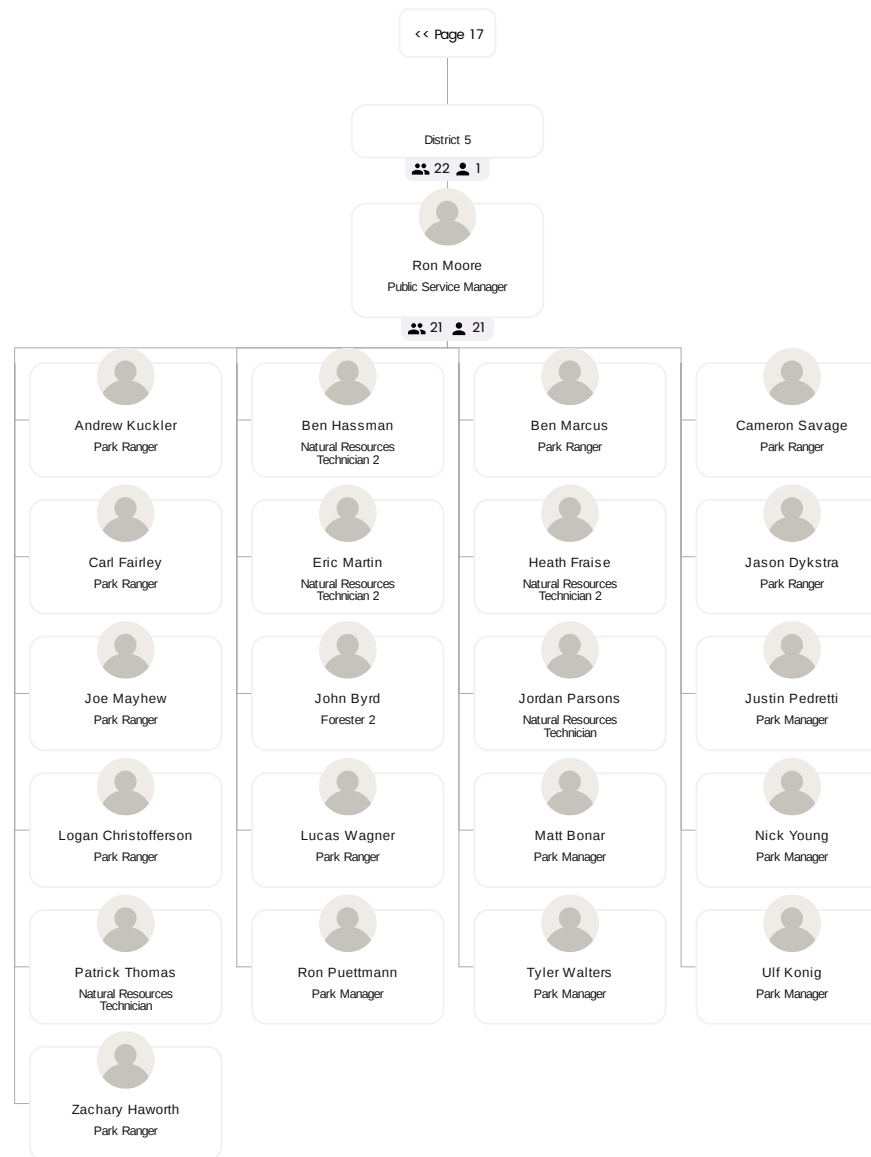 << Page 17
District 5
22 1
Ron Moore
Public Service Manager
21 21
Andrew Kuckler
Park Ranger
Ben Hassman
Natural Resources
Technician 2
Ben Marcus
Park Ranger
Cameron Savage
Park Ranger
Carl Fairley
Park Ranger
Eric Martin
Natural Resources
Technician 2
Heath Fraise
Natural Resources
Technician 2
Jason Dykstra
Park Ranger
Joe Mayhew
Park Ranger
John Byrd
Forester 2
Jordan Parsons
Natural Resources
Technician
Justin Pedretti
Park Manager
Logan Christofferson
Park Ranger
Lucas Wagner
Park Ranger
Matt Bonar
Park Manager
Nick Young
Park Manager
Patrick Thomas
Natural Resources
Technician
Ron Puettmann
Park Manager
Tyler Walters
Park Manager
Ulf Konig
Park Manager
Zachary Haworth
Park Ranger